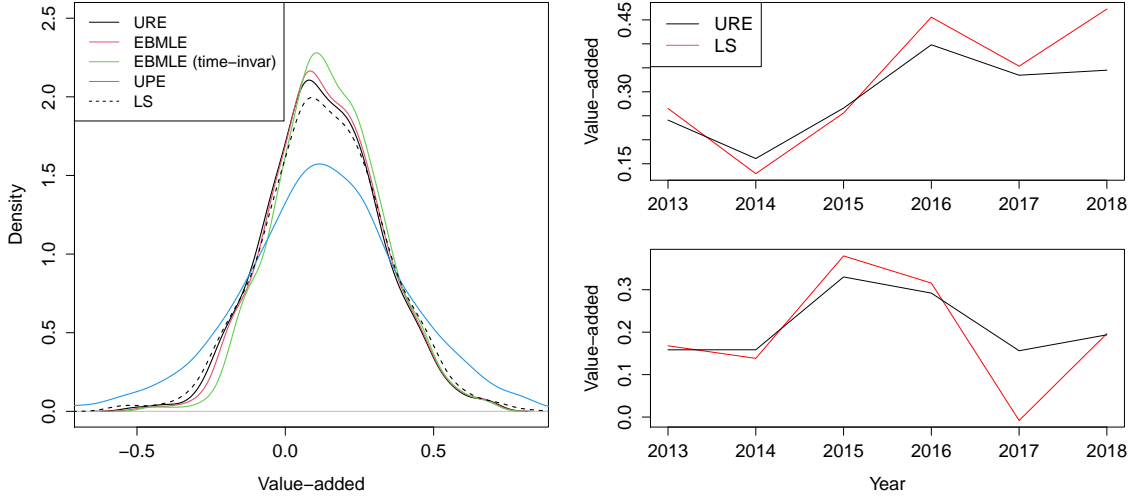 URE
EBMLE
EBMLE (time−invar)
UPE
LS
Density
0.0
0.5
1.0
1.5
2.0
2.5
−0.5
0.0
0.5
Value−added
URE
LS
Value−added
0.15
0.30
0.45
2013 2014 2015 2016 2017 2018
Value−added
0.0
0.1
0.2
0.3
2013 2014 2015 2016 2017 2018
Year